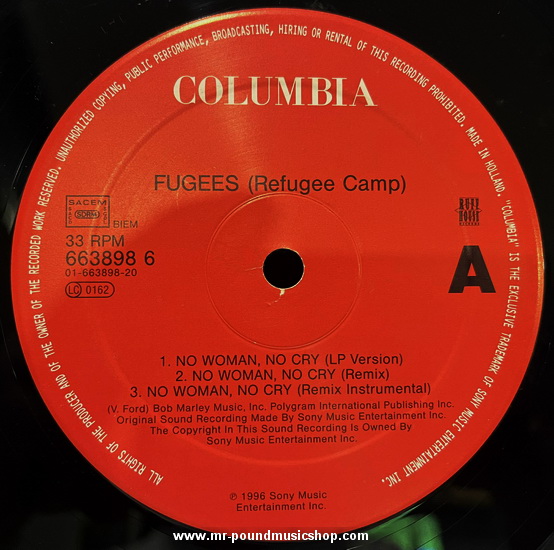 ALL RIGHTS OF THE PRODUCER AND OF THE OWNER OF THE RECORDED WORK RESERVED. UNAUTHORIZED COPYING, PUBLIC PERFORMANCE, BROADCASTING, HIRING OR RENTAL OF THIS RECORDING PROHIBITED. MADE IN HOLLAND. "COLUMBIA" IS THE EXCLUSIVE TRADEMARK OF SONY MUSIC ENTERTAINMENT INC.
COLUMBIA
FUGEES (Refugee Camp)
SACEM
SDRM
BIEM
RUFF
HOUSE
RECORDS
33 RPM
663898 6
01-663898-20
LC 0162
A
1. NO WOMAN, NO CRY (LP Version)
2. NO WOMAN, NO CRY (Remix)
3. NO WOMAN, NO CRY (Remix Instrumental)
(V. Ford) Bob Marley Music, Inc. Polygram International Publishing Inc.
Original Sound Recording Made By Sony Music Entertainment Inc.
The Copyright In This Sound Recording Is Owned By
Sony Music Entertainment Inc.
℗ 1996 Sony Music
Entertainment Inc.
www.mr-poundmusicshop.com